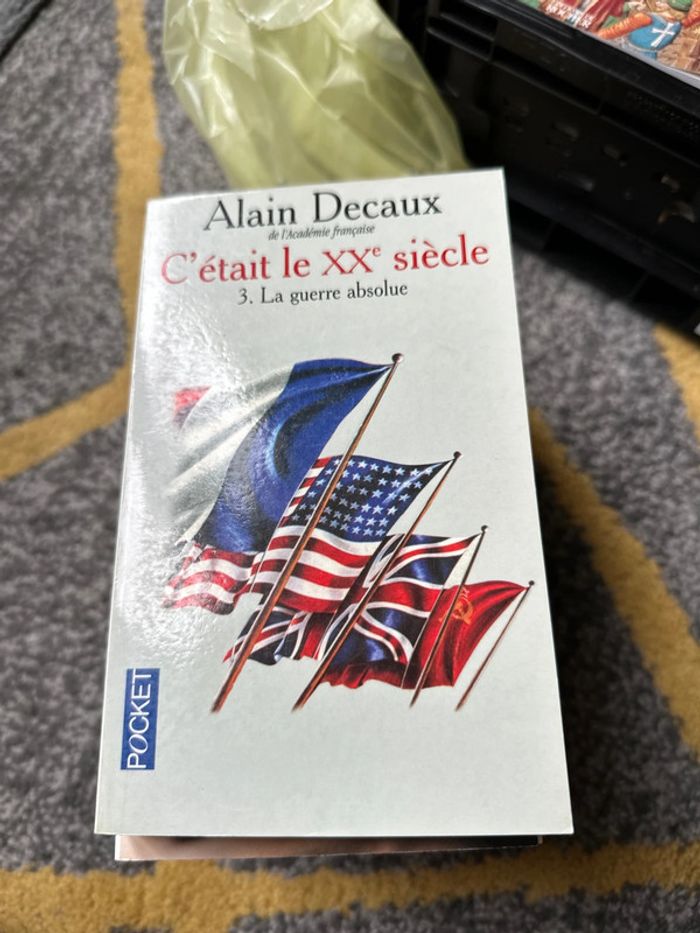 Alain Decaux
de l'Académie française
C'était le XXe siècle
3. La guerre absolue
POCKET